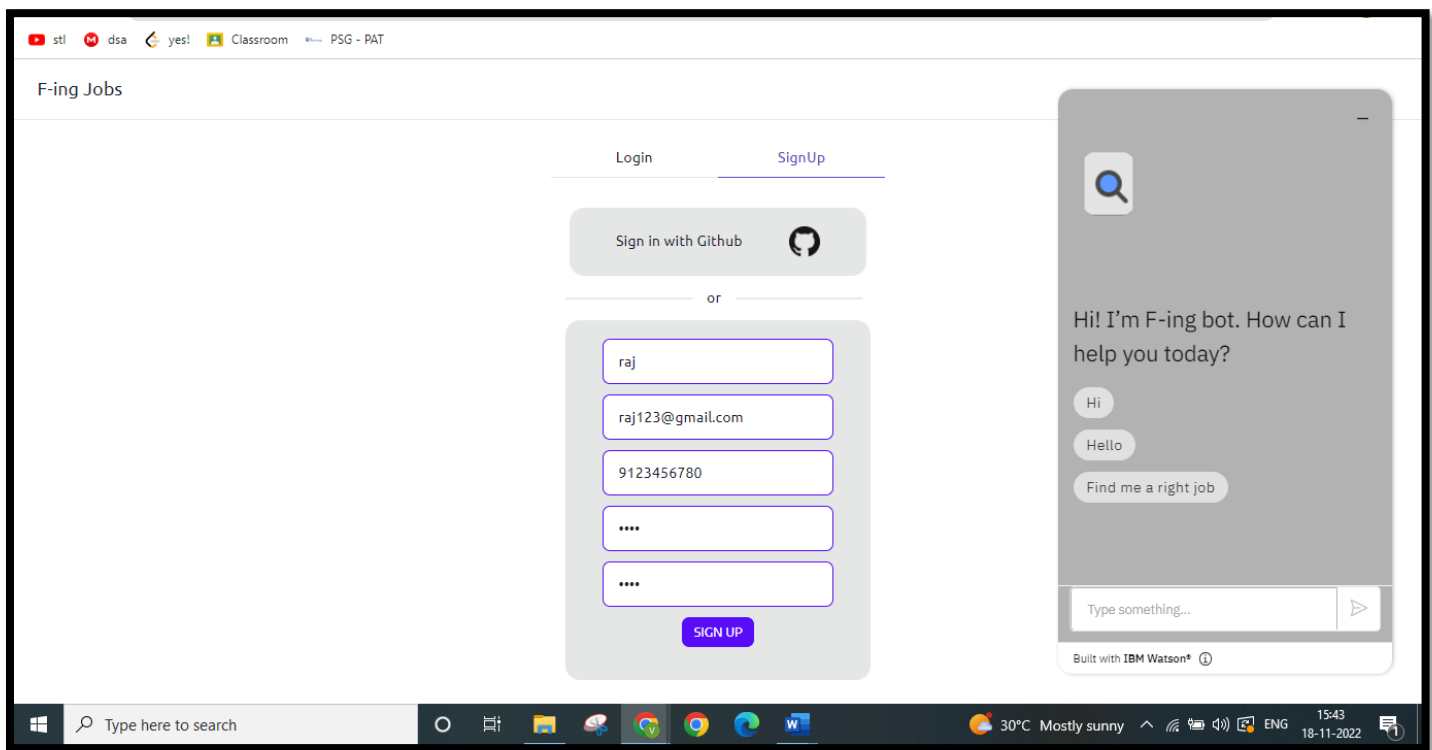 stl dsa yes! Classroom PSG - PAT
F-ing Jobs
Login SignUp
Sign in with Github
or
raj
raj123@gmail.com
9123456780
••••
••••
SIGN UP
Hi! I'm F-ing bot. How can I
help you today?
Hi
Hello
Find me a right job
Type something...
Built with IBM Watson®
Type here to search
30°C Mostly sunny ENG
15:43
18-11-2022
1